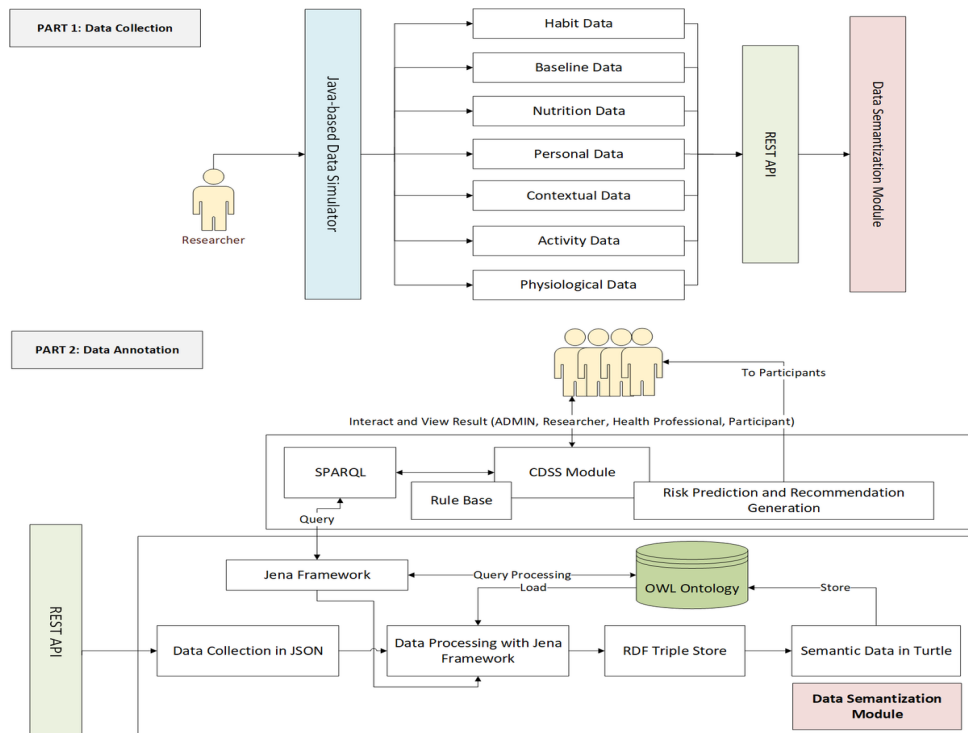 PART 1: Data Collection
Java-based Data Simulator
Habit Data
Baseline Data
Nutrition Data
Personal Data
Contextual Data
Activity Data
Physiological Data
REST API
Data Semantization Module
Researcher
PART 2: Data Annotation
To Participants
Interact and View Result (ADMIN, Researcher, Health Professional, Participant)
SPARQL
CDSS Module
Rule Base
Risk Prediction and Recommendation
Generation
Query
REST API
Jena Framework
Query Processing
Load
OWL Ontology
Store
Data Collection in JSON
Data Processing with Jena
Framework
RDF Triple Store
Semantic Data in Turtle
Data Semantization
Module